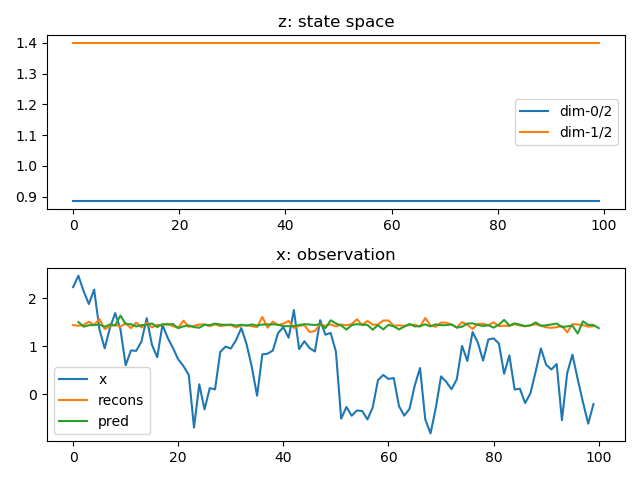 z: state space
1.4
1.3
1.2
1.1
1.0
0.9
dim-0/2
dim-1/2
0 20 40 60 80 100
x: observation
2
1
0
x
recons
pred
0 20 40 60 80 100